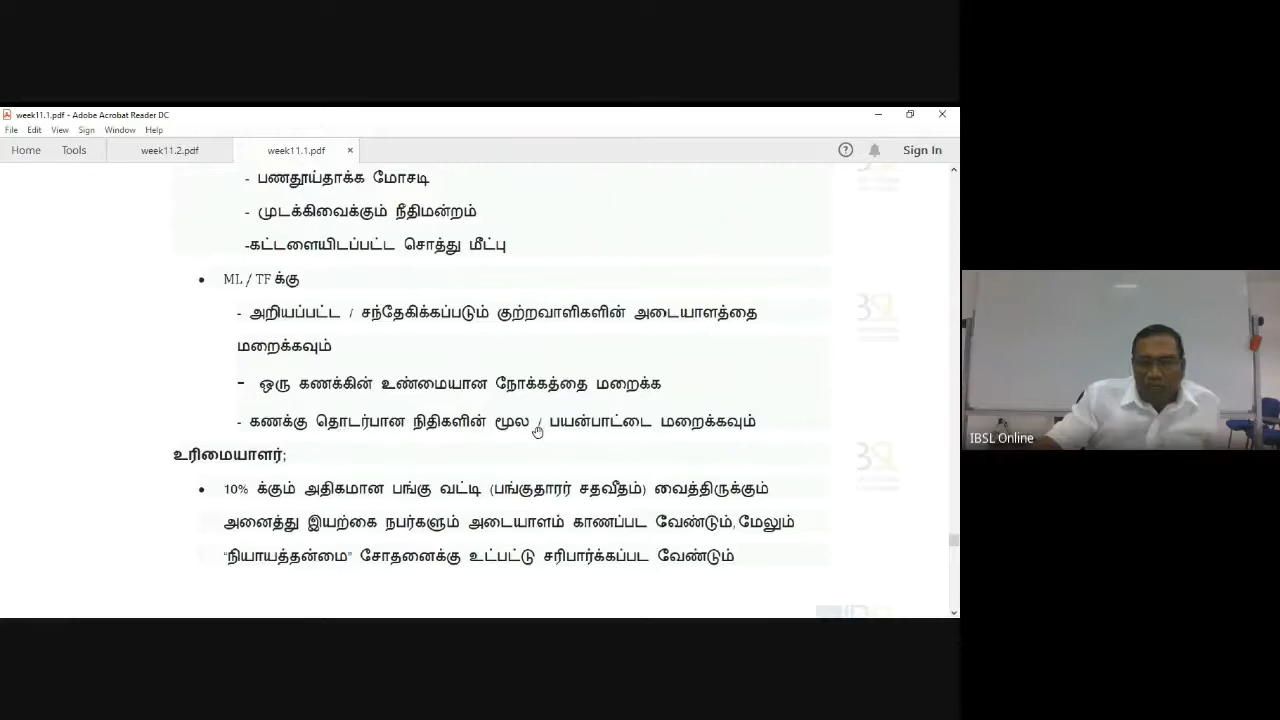 week11.1.pdf - Adobe Acrobat Reader DC
File Edit View Sign Window Help
Home Tools week11.2.pdf week11.1.pdf × ? Sign In
- பணதூய்தாக்க மோசடி
- முடக்கிவைக்கும் நீதிமன்றம்
-கட்டளையிடப்பட்ட சொத்து மீட்பு
• ML / TF க்கு
- அறியப்பட்ட / சந்தேகிக்கப்படும் குற்றவாளிகளின் அடையாளத்தை
மறைக்கவும்
- ஒரு கணக்கின் உண்மையான நோக்கத்தை மறைக்க
- கணக்கு தொடர்பான நிதிகளின் மூல / பயன்பாட்டை மறைக்கவும்
உரிமையாளர்;
• 10% க்கும் அதிகமான பங்கு வட்டி (பங்குதாரர் சதவீதம்) வைத்திருக்கும்
அனைத்து இயற்கை நபர்களும் அடையாளம் காணப்பட வேண்டும், மேலும்
“நியாயத்தன்மை” சோதனைக்கு உட்பட்டு சரிபார்க்கப்பட வேண்டும்
IBSL Online